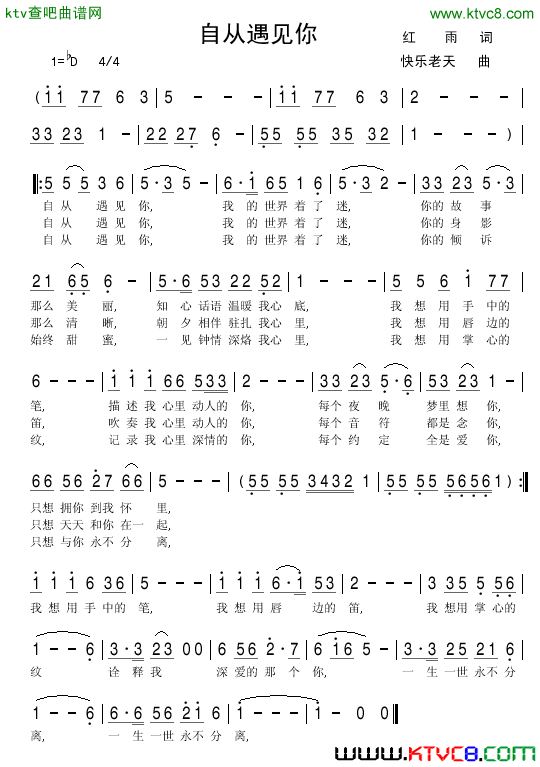 ktv查吧曲谱网 www.ktvc8.com
自从遇见你
红 雨 词
1=♭D 4/4 快乐老天 曲
( 1 1 7 7 6 3 | 5 - - - | 1 1 7 7 6 3 | 2 - - - |
3 3 2 3 1 - | 2 2 2 7 6 - | 5 5 5 5 3 5 3 2 | 1 - - ) |
‖: 5 5 3 6 | 5 · 3 5 - | 6 · 1 6 5 1 6 | 5 · 3 2 - | 3 3 2 3 5 · 3 |
自 从 遇 见 你, 我 的 世界 着 了 迷, 你的 故 事
自 从 遇 见 你, 我 的 世界 着 了 迷, 你的 身 影
自 从 遇 见 你, 我 的 世界 着 了 迷, 你的 倾 诉
2 1 6 5 6 - | 5 · 6 5 3 2 2 5 2 | 1 - - - | 5 5 6 1 7 7 |
那么 美 丽, 知 心 话语 温暖 我心 底, 我 想 用 手 中的
那么 清 晰, 朝 夕 相伴 驻扎 我心 里, 我 想 用 唇 边的
始终 甜 蜜, 一 见 钟情 深烙 我心 里, 我 想 用 掌 心的
6 - - - | 1 1 1 6 6 5 3 3 | 2 - - - | 3 3 2 3 5 · 6 | 5 3 2 3 1 - |
笔, 描 述 我 心里 动人的 你, 每个 夜 晚 梦里 想 你,
笛, 吹 奏 我 心里 动人的 你, 每个 音 符 都是 念 你,
纹, 记 录 我 心里 深情的 你, 每个 约 定 全是 爱 你,
6 6 5 6 2 7 6 6 | 5 - - - | ( 5 5 5 5 3 4 3 2 1 | 5 5 5 5 5 6 5 6 1 ) :‖
只想 拥你 到我 怀 里,
只想 天天 和你 在一 起,
只想 与你 永不 分 离,
1 1 1 6 3 6 | 5 - - - | 1 1 1 6 · 1 5 3 | 2 - - - | 3 3 3 5 5 6 |
我 想 用 手 中的 笔, 我 想 用 唇 边的 笛, 我 想用 掌 心的
1 - - 6 | 3 · 3 2 3 0 0 | 5 6 5 6 2 · 7 | 6 1 6 5 - | 3 · 3 2 5 2 1 6 |
纹 诠 释 我 深 爱的 那 个 你, 一 生 一世 永不 分
1 - - 6 | 6 · 6 5 6 2 1 6 | 1 - - - | 1 - 0 0 ‖
离, 一 生 一世 永不 分 离,
www.KTVC8.com